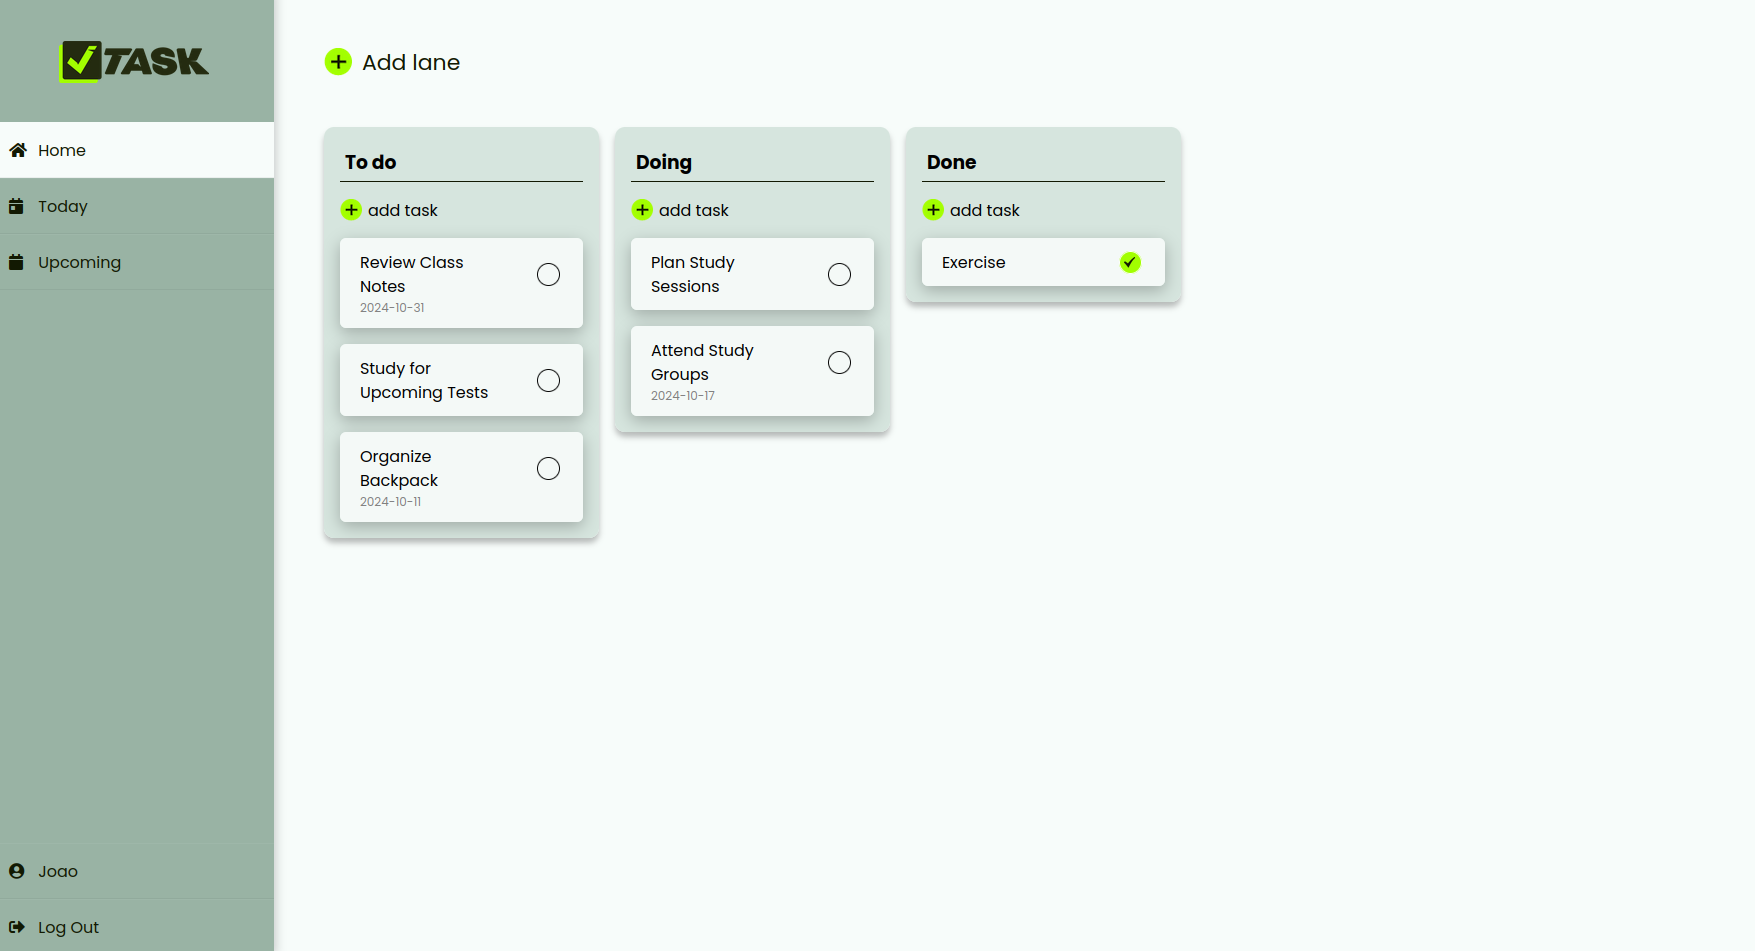 TASK
Home
Today
Upcoming
Joao
Log Out
Add lane
To do
add task
Review Class
Notes
2024-10-31
Study for
Upcoming Tests
Organize
Backpack
2024-10-11
Doing
add task
Plan Study
Sessions
Attend Study
Groups
2024-10-17
Done
add task
Exercise